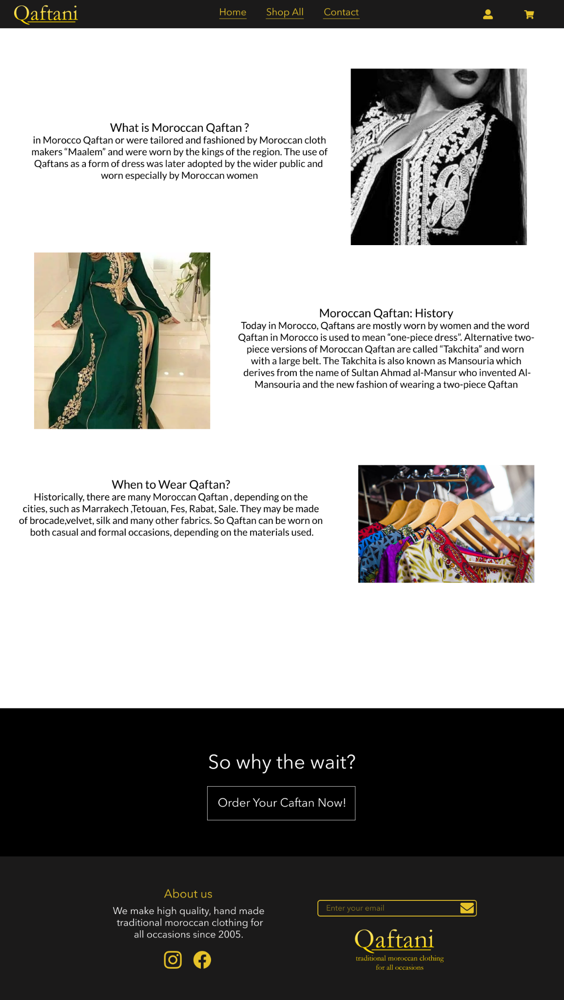 Qaftani
Home
Shop All
Contact
What is Moroccan Qaftan ?
in Morocco Qaftan or were tailored and fashioned by Moroccan cloth
makers “Maalem” and were worn by the kings of the region. The use of
Qaftans as a form of dress was later adopted by the wider public and
worn especially by Moroccan women
Moroccan Qaftan: History
Today in Morocco, Qaftans are mostly worn by women and the word
Qaftan in Morocco is used to mean “one-piece dress”. Alternative two-
piece versions of Moroccan Qaftan are called “Takchita” and worn
with a large belt. The Takchita is also known as Mansouria which
derives from the name of Sultan Ahmad al-Mansur who invented Al-
Mansouria and the new fashion of wearing a two-piece Qaftan
When to Wear Qaftan?
Historically, there are many Moroccan Qaftan , depending on the
cities, such as Marrakech ,Tetouan, Fes, Rabat, Sale. They may be made
of brocade,velvet, silk and many other fabrics. So Qaftan can be worn on
both casual and formal occasions, depending on the materials used.
So why the wait?
Order Your Caftan Now!
About us
We make high quality, hand made
traditional moroccan clothing for
all occasions since 2005.
Enter your email
Qaftani
traditional moroccan clothing
for all occasions